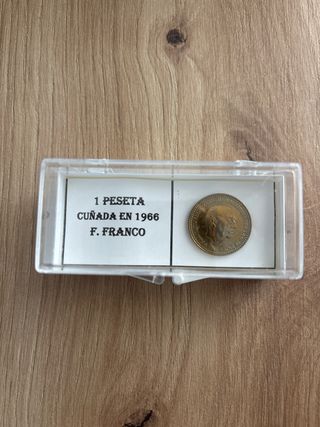 1 PESETA
CUÑADA EN 1966
F. FRANCO